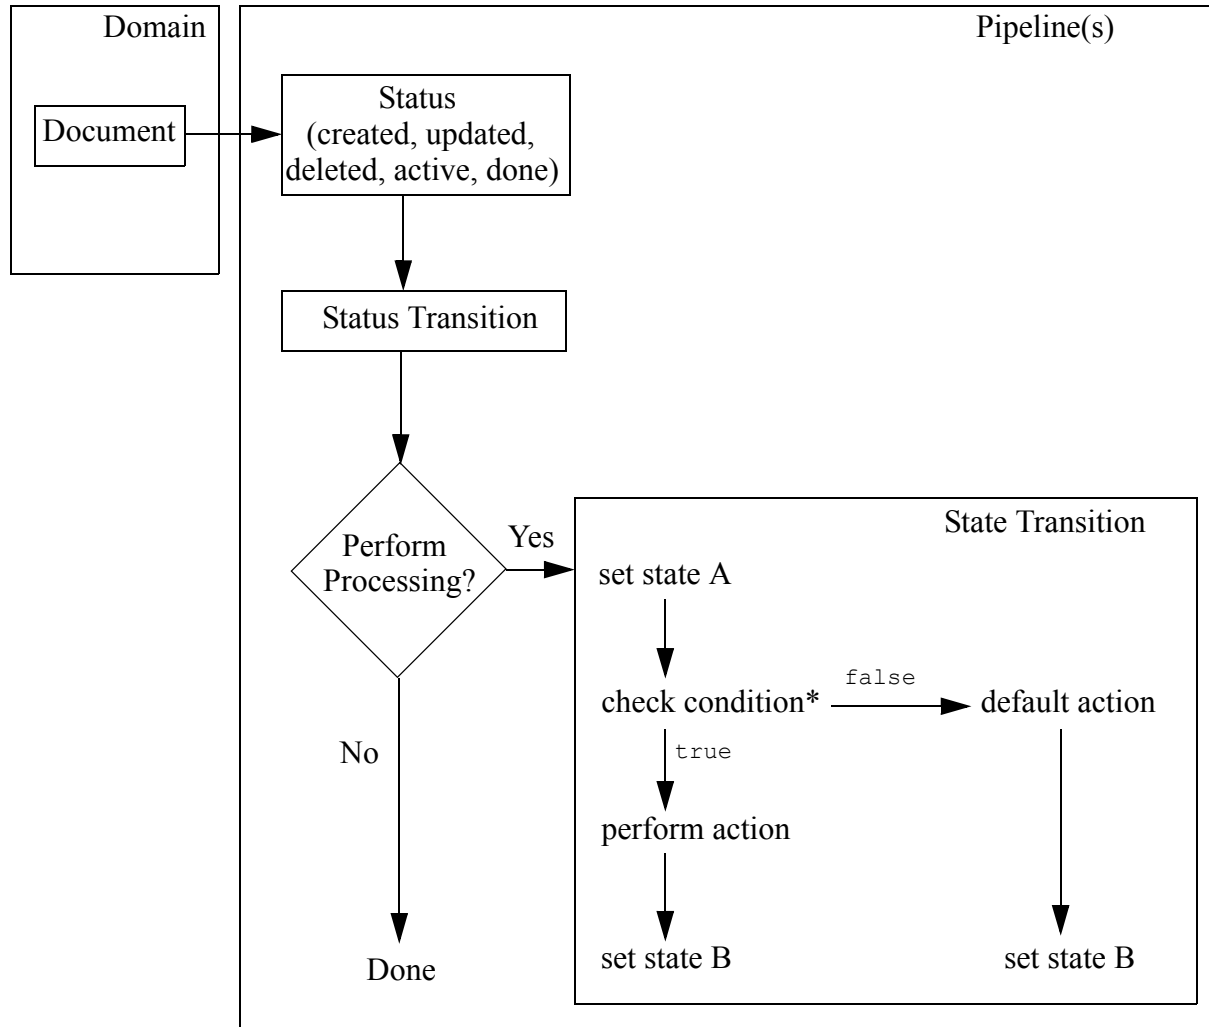 Domain
Pipeline(s)
Document
Status
(created, updated,
deleted, active, done)
Status Transition
Perform
Processing?
Yes
No
Done
State Transition
set state A
check condition*
false
default action
true
perform action
set state B
set state B